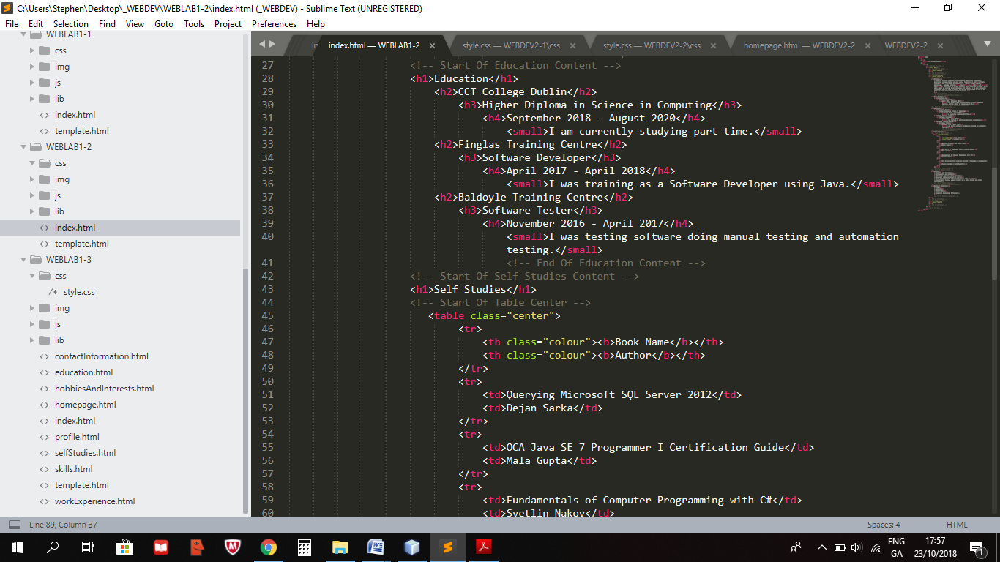 C:\Users\Stephen\Desktop\_WEBDEV\WEBLAB1-2\index.html (_WEBDEV) - Sublime Text (UNREGISTERED)
File Edit Selection Find View Goto Tools Project Preferences Help
WEBLAB1-1
css
img
js
lib
index.html
template.html
WEBLAB1-2
css
img
js
lib
index.html
template.html
WEBLAB1-3
css
/* style.css
img
js
lib
contactInformation.html
education.html
hobbiesAndInterests.html
homepage.html
index.html
profile.html
selfStudies.html
skills.html
template.html
workExperience.html
index.html — WEBLAB1-2 style.css — WEBDEV2-1\css style.css — WEBDEV2-2\css homepage.html — WEBDEV2-2 WEBDEV2-2
27 <!-- Start Of Education Content -->
28 <h1>Education</h1>
29 <h2>CCT College Dublin</h2>
30 <h3>Higher Diploma in Science in Computing</h3>
31 <h4>September 2018 - August 2020</h4>
32 <small>I am currently studying part time.</small>
33 <h2>Finglas Training Centre</h2>
34 <h3>Software Developer</h3>
35 <h4>April 2017 - April 2018</h4>
36 <small>I was training as a Software Developer using Java.</small>
37 <h2>Baldoyle Training Centre</h2>
38 <h3>Software Tester</h3>
39 <h4>November 2016 - April 2017</h4>
40 <small>I was testing software doing manual testing and automation
testing.</small>
41 <!-- End Of Education Content -->
42 <!-- Start Of Self Studies Content -->
43 <h1>Self Studies</h1>
44 <!-- Start Of Table Center -->
45 <table class="center">
46 <tr>
47 <th class="colour"><b>Book Name</b></th>
48 <th class="colour"><b>Author</b></th>
49 </tr>
50 <tr>
51 <td>Querying Microsoft SQL Server 2012</td>
52 <td>Dejan Sarka</td>
53 </tr>
54 <tr>
55 <td>OCA Java SE 7 Programmer I Certification Guide</td>
56 <td>Mala Gupta</td>
57 </tr>
58 <tr>
59 <td>Fundamentals of Computer Programming with C#</td>
60 <td>Svetlin Nakov</td>
Line 89, Column 37 Spaces: 4 HTML
ENG
GA
17:57
23/10/2018
1